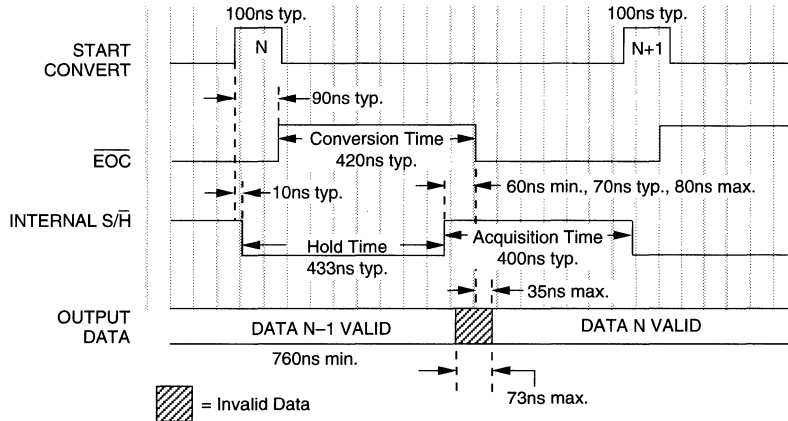 100ns typ.
100ns typ.
START
CONVERT
N
N+1
90ns typ.
EOC
Conversion Time
420ns typ.
10ns typ.
60ns min., 70ns typ., 80ns max.
INTERNAL S/H
Hold Time
433ns typ.
Acquisition Time
400ns typ.
35ns max.
OUTPUT
DATA
DATA N–1 VALID
DATA N VALID
760ns min.
73ns max.
= Invalid Data